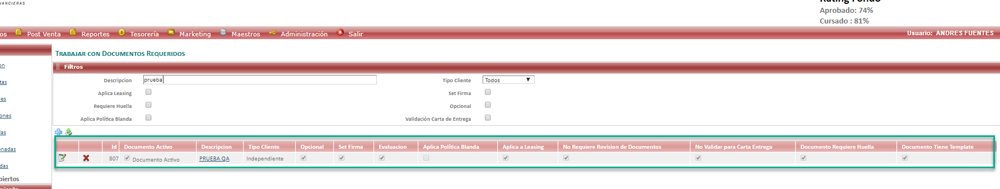 NANCIERAS
Rating Fondo
Aprobado: 74%
Cursado : 81%
os Post Venta Reportes Tesorería Marketing Maestros Administración Salir Usuario: ANDRES FUENTES
TRABAJAR CON DOCUMENTOS REQUERIDOS
Filtros
on
Descripcion prueba Tipo Cliente Todos
tas
Aplica Leasing Set Firma
es
Requiere Huella Opcional
ones
Aplica Política Blanda Validación Carta de Entrega
das
Id Documento Activo Descripcion Tipo Cliente Opcional Set Firma Evaluacion Aplica Política Blanda Aplica a Leasing No Requiere Revision de Documentos No Validar para Carta Entrega Documento Requiere Huella Documento Tiene Template
onadas
807 Documento Activo PRUEBA QA Independiente
das
biertos